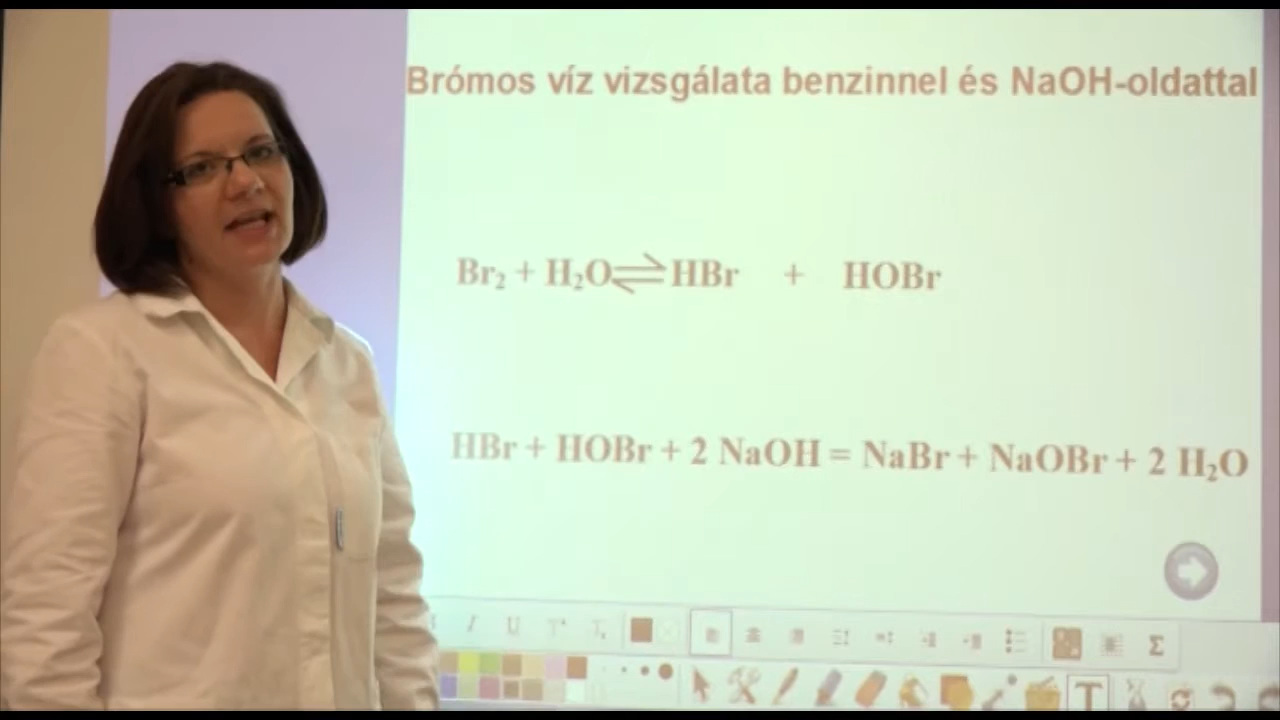 Brómos víz vizsgálata benzinnel és NaOH-oldattal
Br₂ + H₂O ⇌ HBr + HOBr
HBr + HOBr + 2 NaOH = NaBr + NaOBr + 2 H₂O